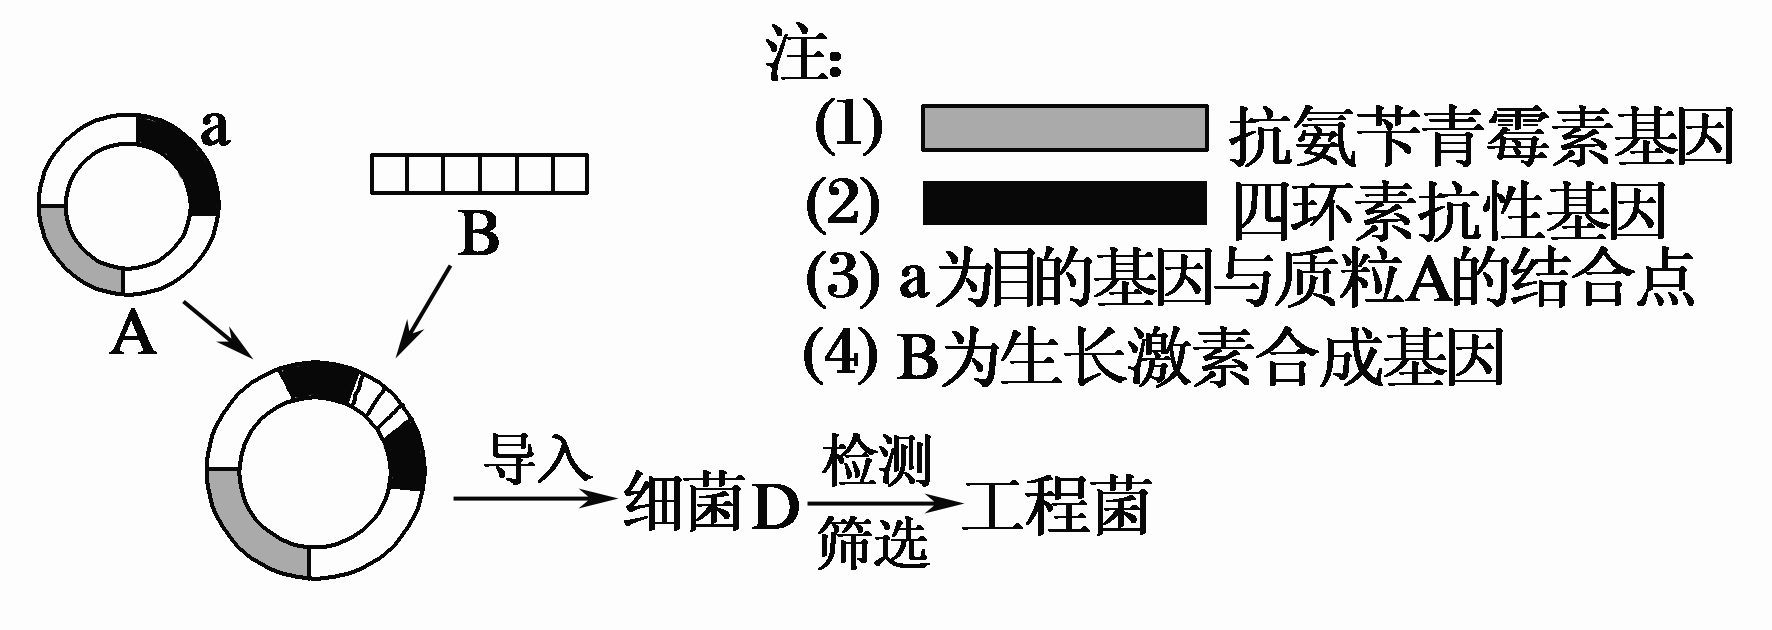 注:
(1) 抗氨苄青霉素基因
(2) 四环素抗性基因
(3) a为目的基因与质粒A的结合点
(4) B为生长激素合成基因
a
B
A
导入
细菌D
检测
筛选
工程菌